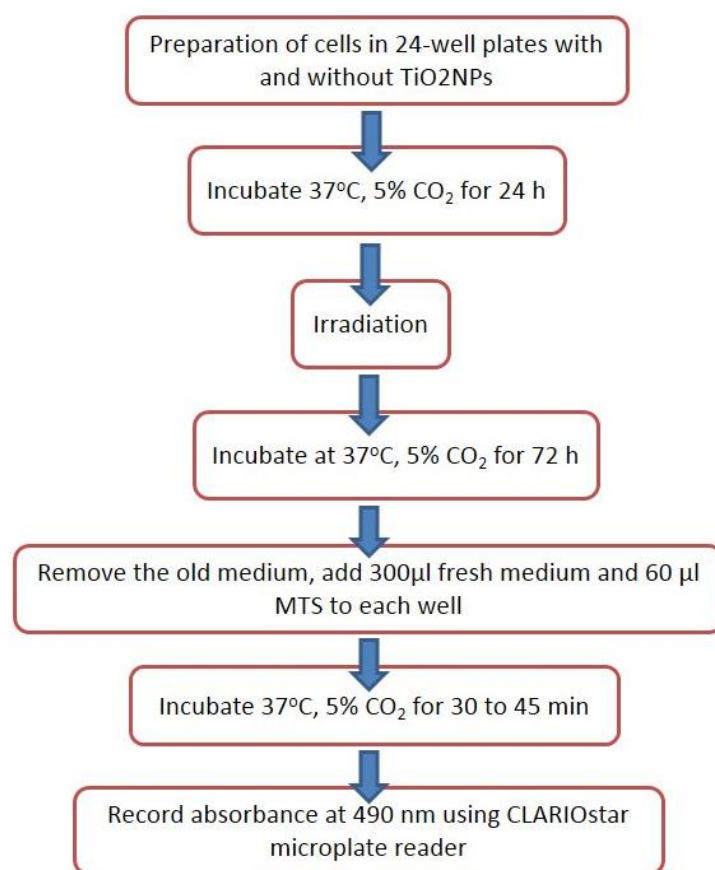 Preparation of cells in 24-well plates with
and without TiO2NPs
Incubate 37°C, 5% CO₂ for 24 h
Irradiation
Incubate at 37°C, 5% CO₂ for 72 h
Remove the old medium, add 300µl fresh medium and 60 µl
MTS to each well
Incubate 37°C, 5% CO₂ for 30 to 45 min
Record absorbance at 490 nm using CLARIOstar
microplate reader